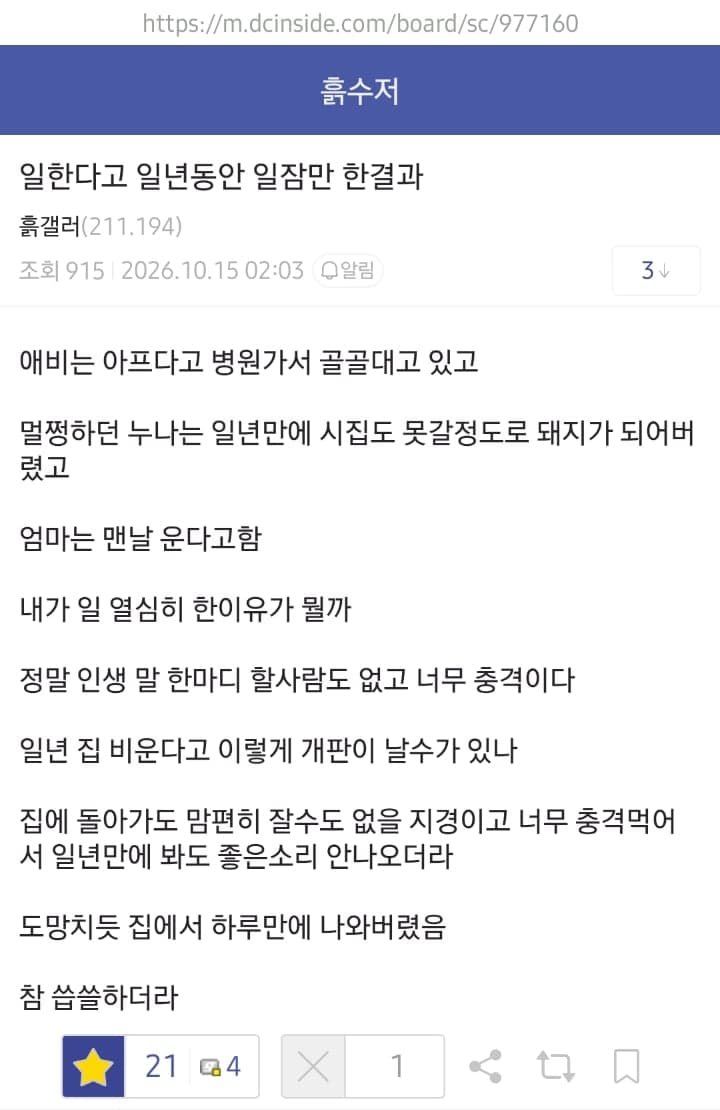 https://m.dcinside.com/board/sc/977160
흙수저
일한다고 일년동안 일잠만 한결과
흙갤러(211.194)
조회 915 2026.10.15 02:03 알림
3↓
애비는 아프다고 병원가서 골골대고 있고
멀쩡하던 누나는 일년만에 시집도 못갈정도로 돼지가 되어버
렸고
엄마는 맨날 운다고함
내가 일 열심히 한이유가 뭘까
정말 인생 말 한마디 할사람도 없고 너무 충격이다
일년 집 비운다고 이렇게 개판이 날수가 있나
집에 돌아가도 맘편히 잘수도 없을 지경이고 너무 충격먹어
서 일년만에 봐도 좋은소리 안나오더라
도망치듯 집에서 하루만에 나와버렸음
참 씁쓸하더라
21 4 1